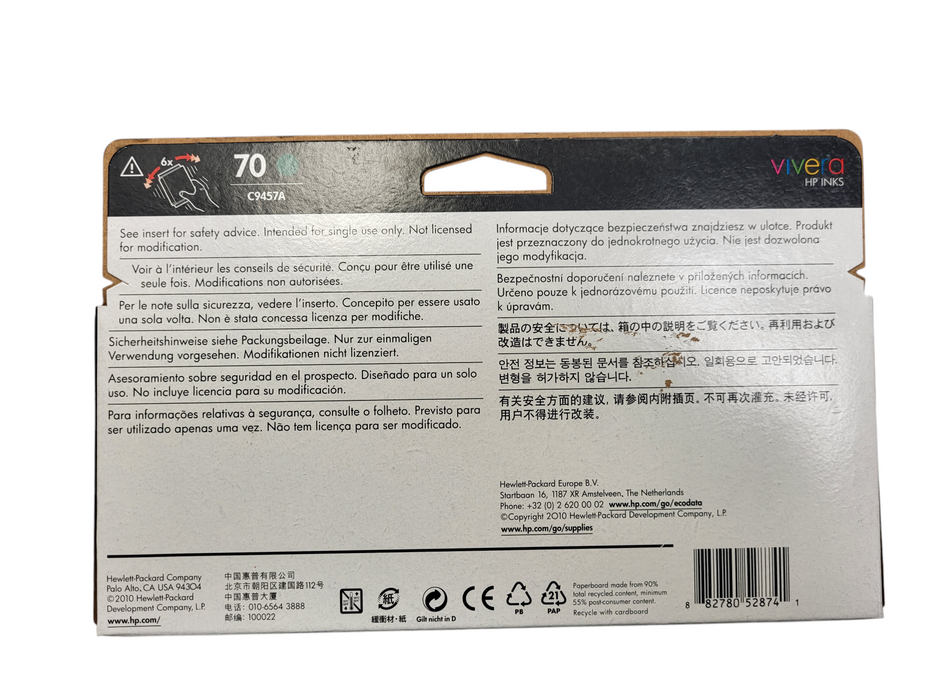 6x
70
C9457A
vivera
HP INKS
See insert for safety advice. Intended for single use only. Not licensed
for modification.
Voir à l’intérieur les conseils de sécurité. Conçu pour être utilisé une
seule fois. Modifications non autorisées.
Per le note sulla sicurezza, vedere l’inserto. Concepito per essere usato
una sola volta. Non è stata concessa licenza per modifiche.
Sicherheitshinweise siehe Packungsbeilage. Nur zur einmaligen
Verwendung vorgesehen. Modifikationen nicht lizenziert.
Asesoramiento sobre seguridad en el prospecto. Diseñado para un solo
uso. No incluye licencia para su modificación.
Para informações relativas à segurança, consulte o folheto. Previsto para
ser utilizado apenas uma vez. Não tem licença para ser modificado.
Informacje dotyczące bezpieczeństwa znajdziesz w ulotce. Produkt
jest przeznaczony do jednokrotnego użycia. Nie jest dozwolona
jego modyfikacja.
Bezpečnostní doporučení naleznete v přiložených informacích.
Určeno pouze k jednorázovému použití. Licence neposkytuje právo
k úpravám.
製品の安全については、箱の中の説明をご覧ください。再利用および
改造はできません。
안전 정보는 동봉된 문서를 참조하십시오. 일회용으로 고안되었습니다.
변형을 허가하지 않습니다.
有关安全方面的建议, 请参阅内附插页。不可再次灌充。未经许可,
用户不得进行改装。
Hewlett-Packard Europe B.V.
Startbaan 16, 1187 XR Amstelveen, The Netherlands
Phone: +32 (0) 2 620 00 02 www.hp.com/go/ecodata
©Copyright 2010 Hewlett-Packard Development Company, L.P.
www.hp.com/go/supplies
Hewlett-Packard Company
Palo Alto, CA USA 94304
©2010 Hewlett-Packard
Development Company, L.P.
www.hp.com/
中国惠普有限公司
北京市朝阳区建国路112号
中国惠普大厦
电话: 010-6564 3888
邮编: 100022
紙
緩衝材・紙
Gilt nicht in D
CE
PB
21
PAP
Paperboard made from 90%
total recycled content, minimum
55% post-consumer content.
Recycle with cardboard
8 82780 52874 1